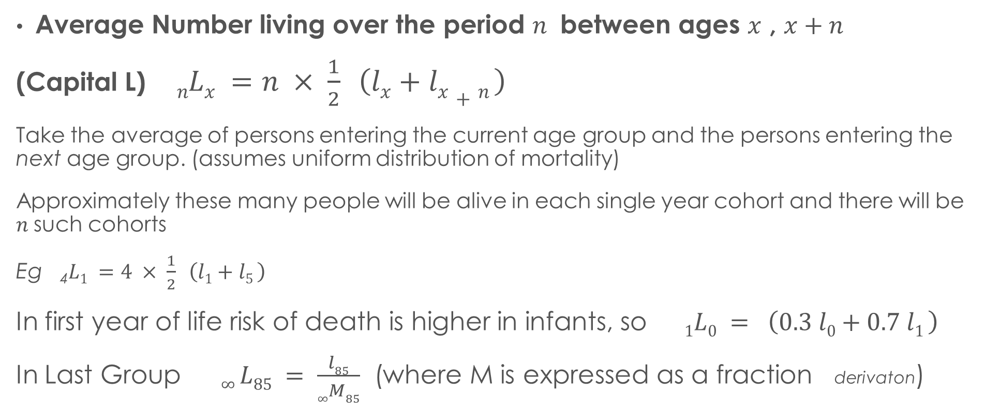 • Average Number living over the period n between ages x , x + n
(Capital L) ₙLₓ = n × 1/2 (lₓ + lₓ ₊ ₙ)
Take the average of persons entering the current age group and the persons entering the
next age group. (assumes uniform distribution of mortality)
Approximately these many people will be alive in each single year cohort and there will be
n such cohorts
Eg ₄L₁ = 4 × 1/2 (l₁ + l₅)
In first year of life risk of death is higher in infants, so ₁L₀ = (0.3 l₀ + 0.7 l₁)
In Last Group ∞L₈₅ = l₈₅/∞M₈₅ (where M is expressed as a fraction derivaton)